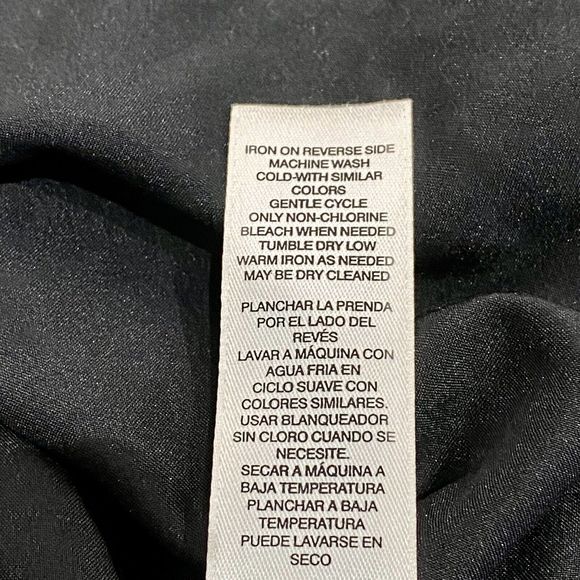 IRON ON REVERSE SIDE
MACHINE WASH
COLD-WITH SIMILAR
COLORS
GENTLE CYCLE
ONLY NON-CHLORINE
BLEACH WHEN NEEDED
TUMBLE DRY LOW
WARM IRON AS NEEDED
MAY BE DRY CLEANED
PLANCHAR LA PRENDA
POR EL LADO DEL
REVÉS
LAVAR A MÁQUINA CON
AGUA FRIA EN
CICLO SUAVE CON
COLORES SIMILARES.
USAR BLANQUEADOR
SIN CLORO CUANDO SE
NECESITE.
SECAR A MÁQUINA A
BAJA TEMPERATURA
PLANCHAR A BAJA
TEMPERATURA
PUEDE LAVARSE EN
SECO